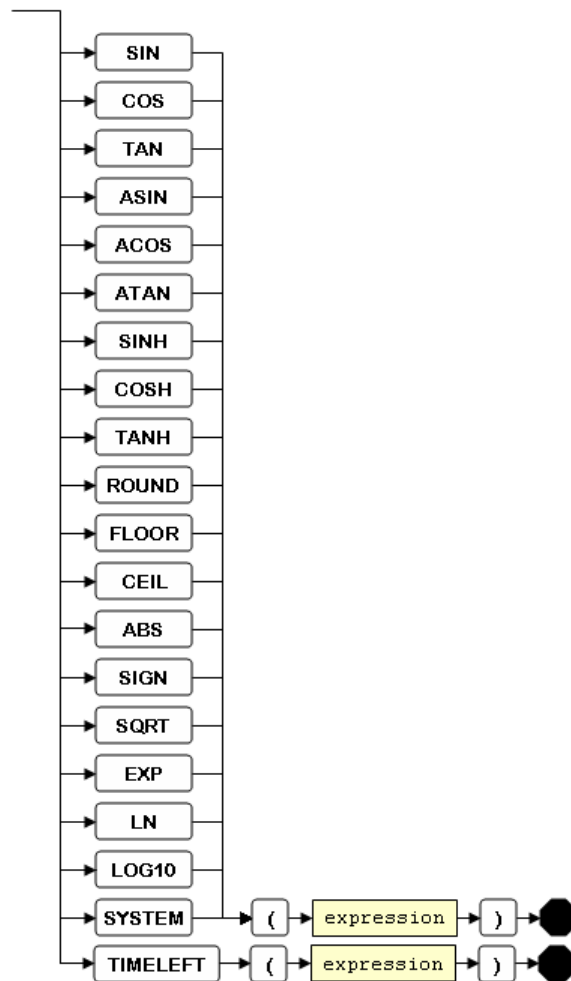 SIN
COS
TAN
ASIN
ACOS
ATAN
SINH
COSH
TANH
ROUND
FLOOR
CEIL
ABS
SIGN
SQRT
EXP
LN
LOG10
SYSTEM ( expression )
TIMELEFT ( expression )